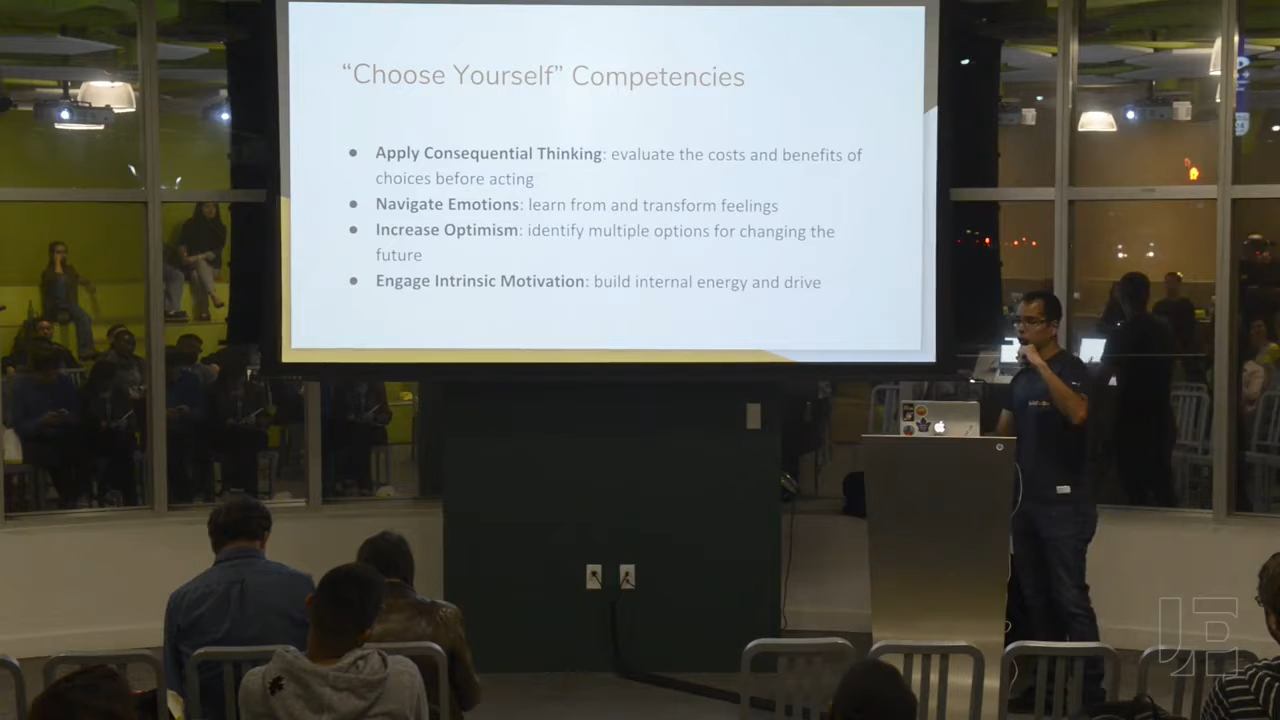 “Choose Yourself” Competencies
● Apply Consequential Thinking: evaluate the costs and benefits of
choices before acting
● Navigate Emotions: learn from and transform feelings
● Increase Optimism: identify multiple options for changing the
future
● Engage Intrinsic Motivation: build internal energy and drive